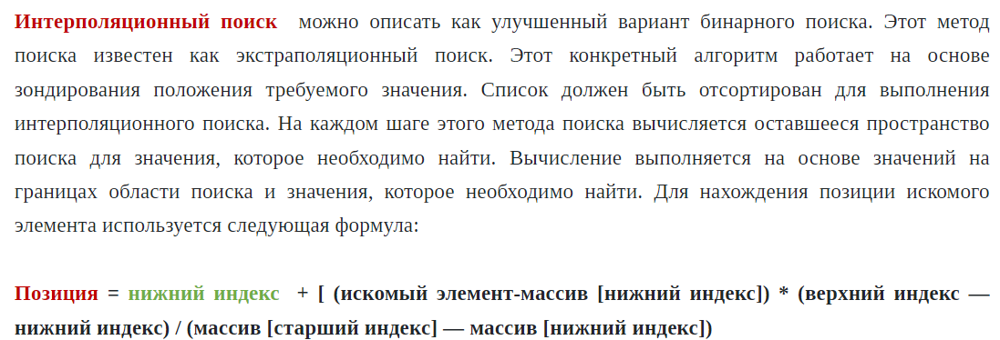 Интерполяционный поиск можно описать как улучшенный вариант бинарного поиска. Этот метод
поиска известен как экстраполяционный поиск. Этот конкретный алгоритм работает на основе
зондирования положения требуемого значения. Список должен быть отсортирован для выполнения
интерполяционного поиска. На каждом шаге этого метода поиска вычисляется оставшееся пространство
поиска для значения, которое необходимо найти. Вычисление выполняется на основе значений на
границах области поиска и значения, которое необходимо найти. Для нахождения позиции искомого
элемента используется следующая формула:
Позиция = нижний индекс + [ (искомый элемент-массив [нижний индекс]) * (верхний индекс —
нижний индекс) / (массив [старший индекс] — массив [нижний индекс])